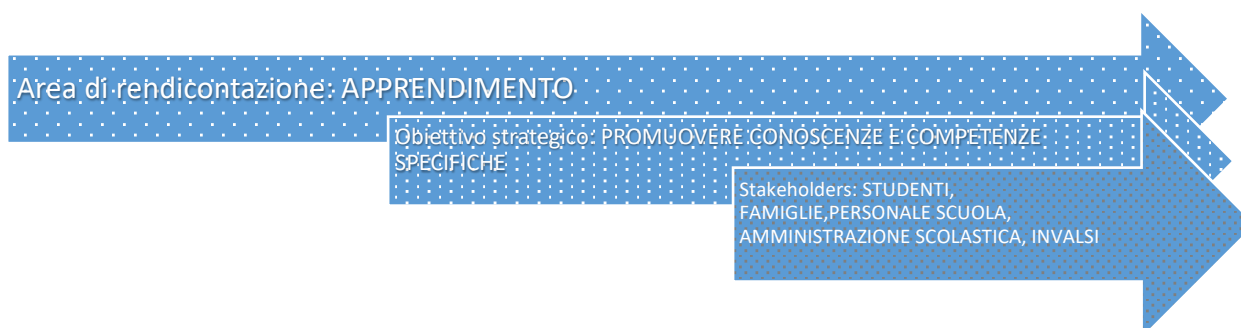 Area di rendicontazione: APPRENDIMENTO
Obiettivo strategico: PROMUOVERE CONOSCENZE E COMPETENZE
SPECIFICHE
Stakeholders: STUDENTI,
FAMIGLIE,PERSONALE SCUOLA,
AMMINISTRAZIONE SCOLASTICA, INVALSI